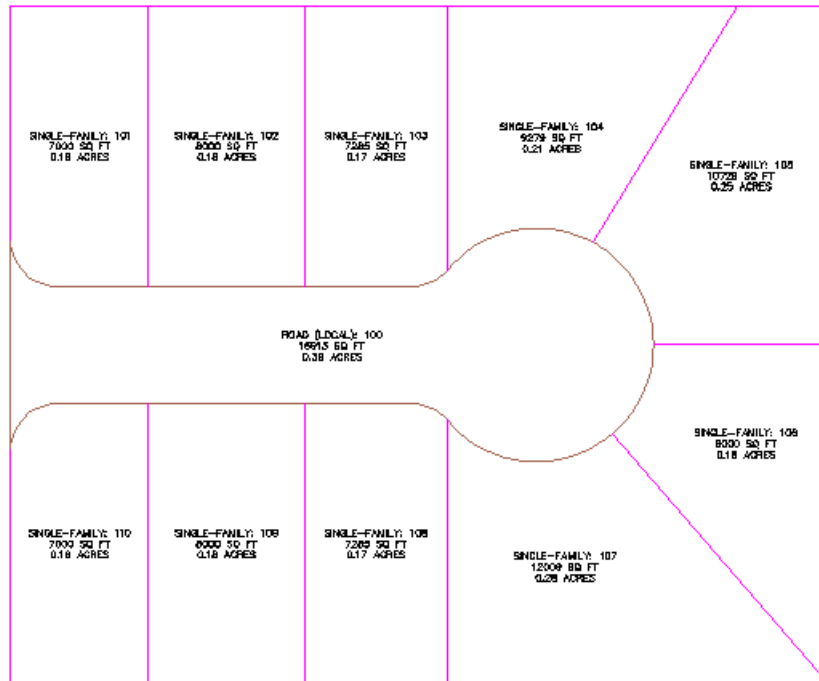 SINGLE-FAMILY: 101
7000 SQ FT
0.16 ACRES
SINGLE-FAMILY: 102
8000 SQ FT
0.18 ACRES
SINGLE-FAMILY: 103
7285 SQ FT
0.17 ACRES
SINGLE-FAMILY: 104
9279 SQ FT
0.21 ACRES
SINGLE-FAMILY: 105
10728 SQ FT
0.25 ACRES
ROAD (LOCAL): 100
SQ FT
0.38 ACRES
SINGLE-FAMILY: 106
8000 SQ FT
0.18 ACRES
SINGLE-FAMILY: 110
7000 SQ FT
0.16 ACRES
SINGLE-FAMILY: 109
8000 SQ FT
0.18 ACRES
SINGLE-FAMILY: 108
7285 SQ FT
0.17 ACRES
SINGLE-FAMILY: 107
12009 SQ FT
0.28 ACRES